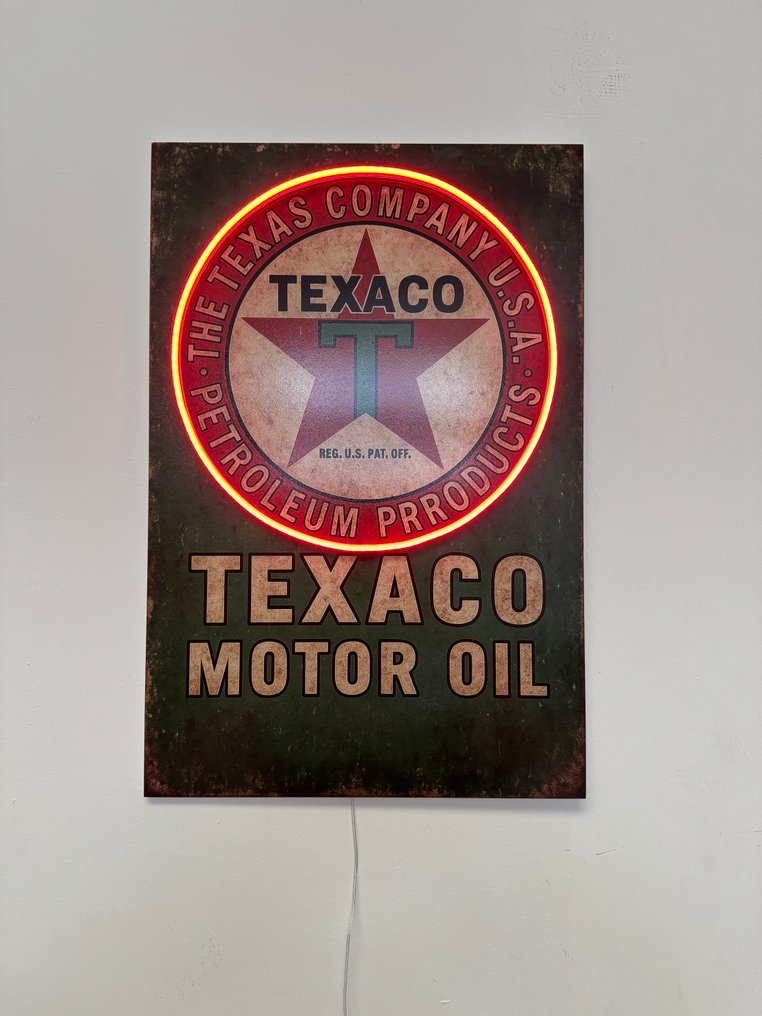 THE TEXAS COMPANY U.S.A.
TEXACO
T
REG. U.S. PAT. OFF.
· PETROLEUM PRRODUCTS ·
TEXACO
MOTOR OIL